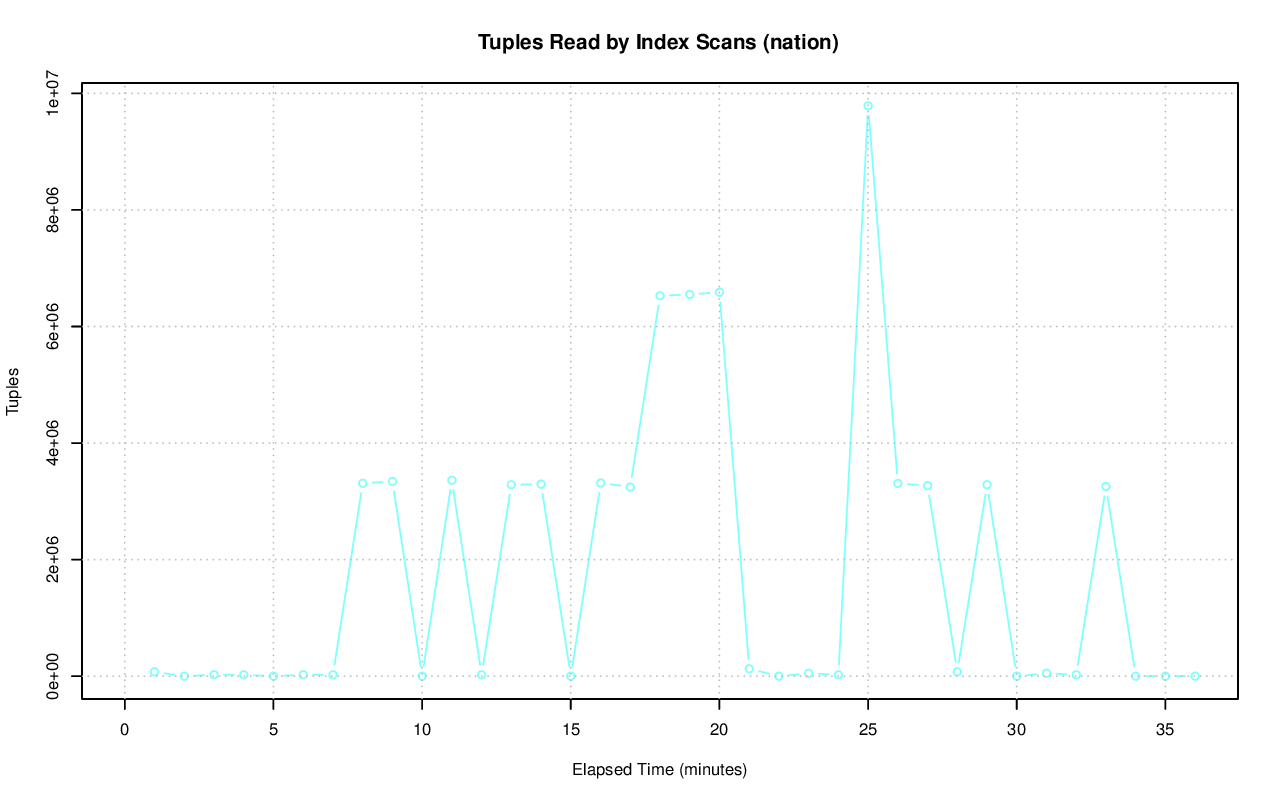 Tuples Read by Index Scans (nation)
Tuples
1e+07
8e+06
6e+06
4e+06
2e+06
0e+00
0 5 10 15 20 25 30 35
Elapsed Time (minutes)